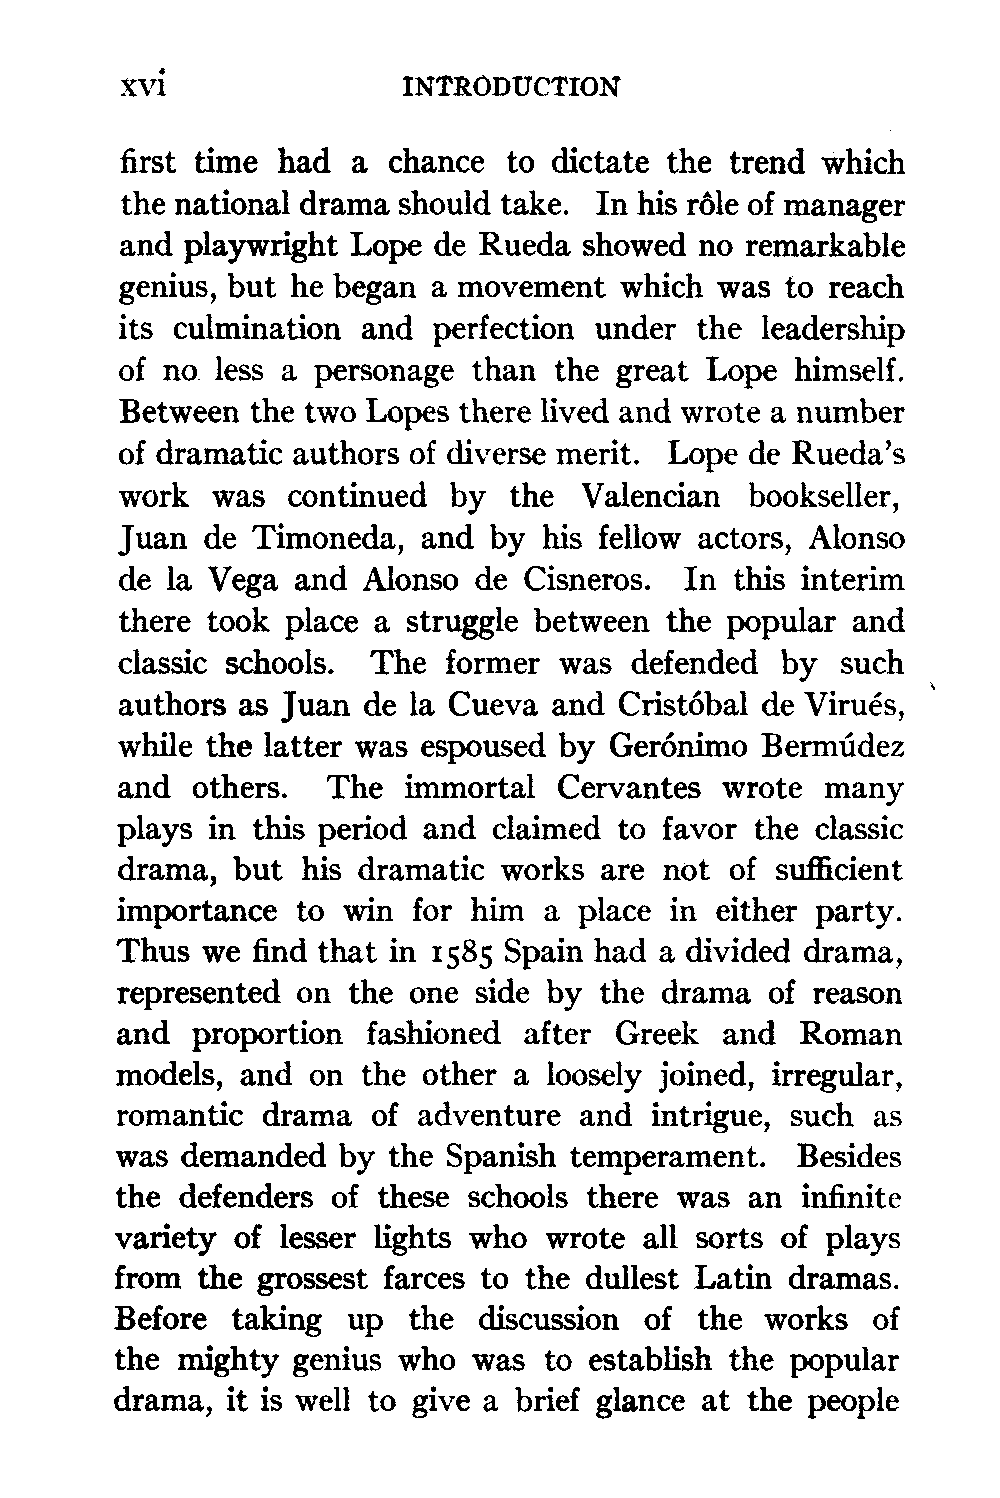 xvi INTRODUCTION
first time had a chance to dictate the trend which
the national drama should take. In his rôle of manager
and playwright Lope de Rueda showed no remarkable
genius, but he began a movement which was to reach
its culmination and perfection under the leadership
of no less a personage than the great Lope himself.
Between the two Lopes there lived and wrote a number
of dramatic authors of diverse merit. Lope de Rueda's
work was continued by the Valencian bookseller,
Juan de Timoneda, and by his fellow actors, Alonso
de la Vega and Alonso de Cisneros. In this interim
there took place a struggle between the popular and
classic schools. The former was defended by such
authors as Juan de la Cueva and Cristóbal de Virués,
while the latter was espoused by Gerónimo Bermúdez
and others. The immortal Cervantes wrote many
plays in this period and claimed to favor the classic
drama, but his dramatic works are not of sufficient
importance to win for him a place in either party.
Thus we find that in 1585 Spain had a divided drama,
represented on the one side by the drama of reason
and proportion fashioned after Greek and Roman
models, and on the other a loosely joined, irregular,
romantic drama of adventure and intrigue, such as
was demanded by the Spanish temperament. Besides
the defenders of these schools there was an infinite
variety of lesser lights who wrote all sorts of plays
from the grossest farces to the dullest Latin dramas.
Before taking up the discussion of the works of
the mighty genius who was to establish the popular
drama, it is well to give a brief glance at the people